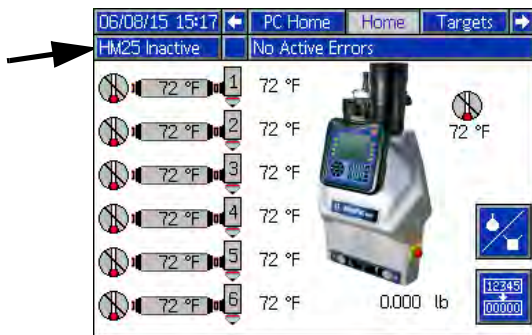 06/08/15 15:17 PC Home Home Targets
HM25 Inactive No Active Errors
72 °F 1 72 °F
72 °F
72 °F 2 72 °F
72 °F 3 72 °F
72 °F 4 72 °F
72 °F 5 72 °F
72 °F 6 72 °F
0.000 lb
12345
00000